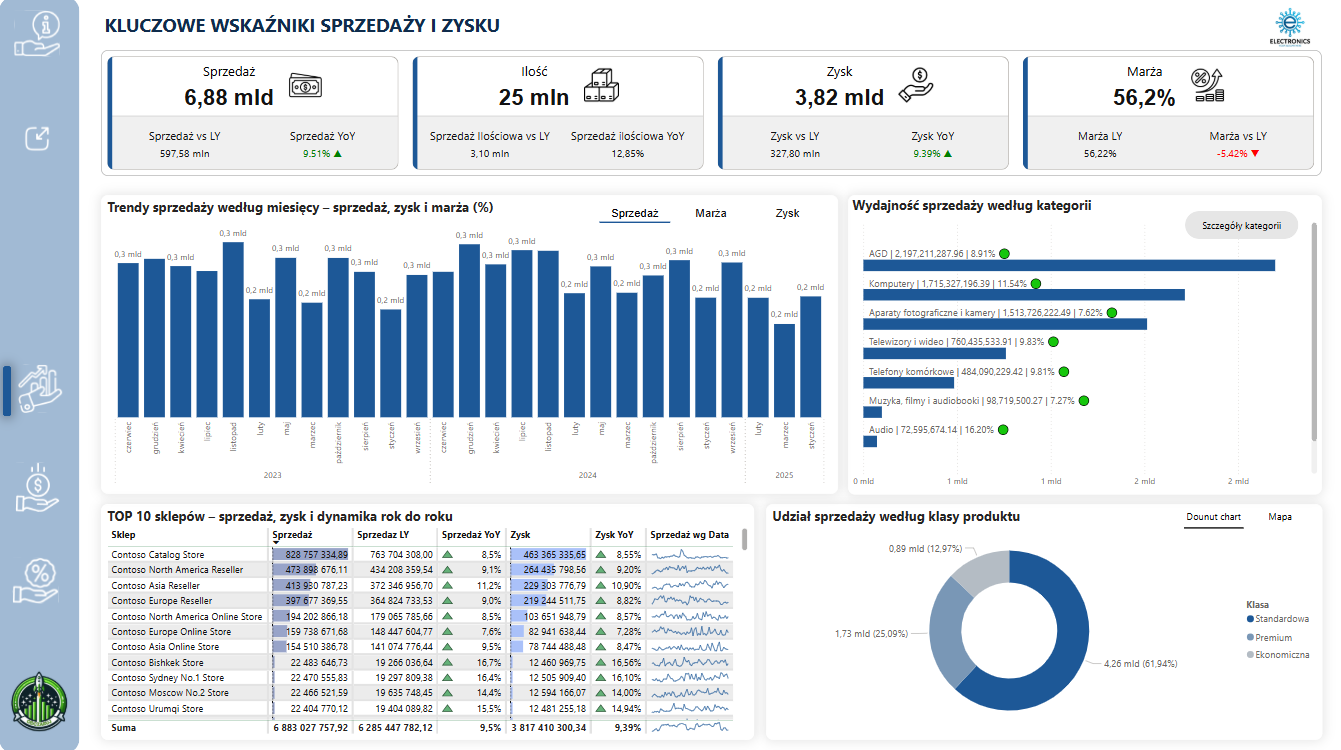 KLUCZOWE WSKAŹNIKI SPRZEDAŻY I ZYSKU
ELECTRONICS
Sprzedaż
6,88 mld
Sprzedaż vs LY
Sprzedaż YoY
597,58 mln
9.51% ▲
Ilość
25 mln
Sprzedaż Ilościowa vs LY
Sprzedaż ilościowa YoY
3,10 mln
12,85%
Zysk
3,82 mld
Zysk vs LY
Zysk YoY
327,80 mln
9.39% ▲
Marża
56,2%
Marża LY
Marża vs LY
56,22%
-5.42% ▼
Trendy sprzedaży według miesięcy – sprzedaż, zysk i marża (%)
Sprzedaż
Marża
Zysk
0,3 mld
0,3 mld
0,3 mld
0,2 mld
0,3 mld
0,2 mld
0,3 mld
0,3 mld
0,2 mld
0,3 mld
0,3 mld
0,3 mld
0,3 mld
0,2 mld
0,3 mld
0,2 mld
0,3 mld
0,3 mld
0,2 mld
0,3 mld
0,2 mld
0,2 mld
0,2 mld
czerwiec
grudzień
kwiecień
lipiec
listopad
luty
maj
marzec
październik
sierpień
styczeń
wrzesień
czerwiec
grudzień
kwiecień
lipiec
listopad
luty
maj
marzec
październik
sierpień
styczeń
wrzesień
luty
marzec
styczeń
2023
2024
2025
Wydajność sprzedaży według kategorii
Szczegóły kategorii
AGD | 2,197,211,287.96 | 8.91%
Komputery | 1,715,327,196.39 | 11.54%
Aparaty fotograficzne i kamery | 1,513,726,222.49 | 7.62%
Telewizory i wideo | 760,435,533.91 | 9.83%
Telefony komórkowe | 484,090,229.42 | 9.81%
Muzyka, filmy i audiobooki | 98,719,500.27 | 7.27%
Audio | 72,595,674.14 | 16.20%
0 mld
1 mld
1 mld
2 mld
2 mld
TOP 10 sklepów – sprzedaż, zysk i dynamika rok do roku
Sklep Sprzedaż Sprzedaz LY Sprzedaż YoY Zysk Zysk YoY Sprzedaż wg Data
Contoso Catalog Store 828 757 334,89 763 704 308,00 ▲ 8,5% 463 365 335,65 ▲ 8,55%
Contoso North America Reseller 473 898 676,11 434 208 359,54 ▲ 9,1% 264 435 798,56 ▲ 9,20%
Contoso Asia Reseller 413 930 787,23 372 346 956,70 ▲ 11,2% 229 303 776,79 ▲ 10,90%
Contoso Europe Reseller 397 677 369,55 364 824 733,53 ▲ 9,0% 219 244 511,75 ▲ 8,82%
Contoso North America Online Store 194 202 866,18 179 065 785,66 ▲ 8,5% 103 651 948,79 ▲ 8,57%
Contoso Europe Online Store 159 738 671,68 148 447 604,77 ▲ 7,6% 82 941 638,44 ▲ 7,28%
Contoso Asia Online Store 154 510 386,78 141 074 776,44 ▲ 9,5% 78 744 488,48 ▲ 8,47%
Contoso Bishkek Store 22 483 646,73 19 266 036,64 ▲ 16,7% 12 460 969,75 ▲ 16,56%
Contoso Sydney No.1 Store 22 470 555,83 19 297 809,38 ▲ 16,4% 12 505 909,40 ▲ 16,10%
Contoso Moscow No.2 Store 22 466 521,59 19 635 748,45 ▲ 14,4% 12 594 166,07 ▲ 14,00%
Contoso Urumqi Store 22 404 770,12 19 404 089,82 ▲ 15,5% 12 481 255,18 ▲ 14,94%
Suma 6 883 027 757,92 6 285 447 782,12 9,5% 3 817 410 300,34 9,39%
Udział sprzedaży według klasy produktu
Dounut chart
Mapa
0,89 mld (12,97%)
1,73 mld (25,09%)
4,26 mld (61,94%)
Klasa
Standardowa
Premium
Ekonomiczna